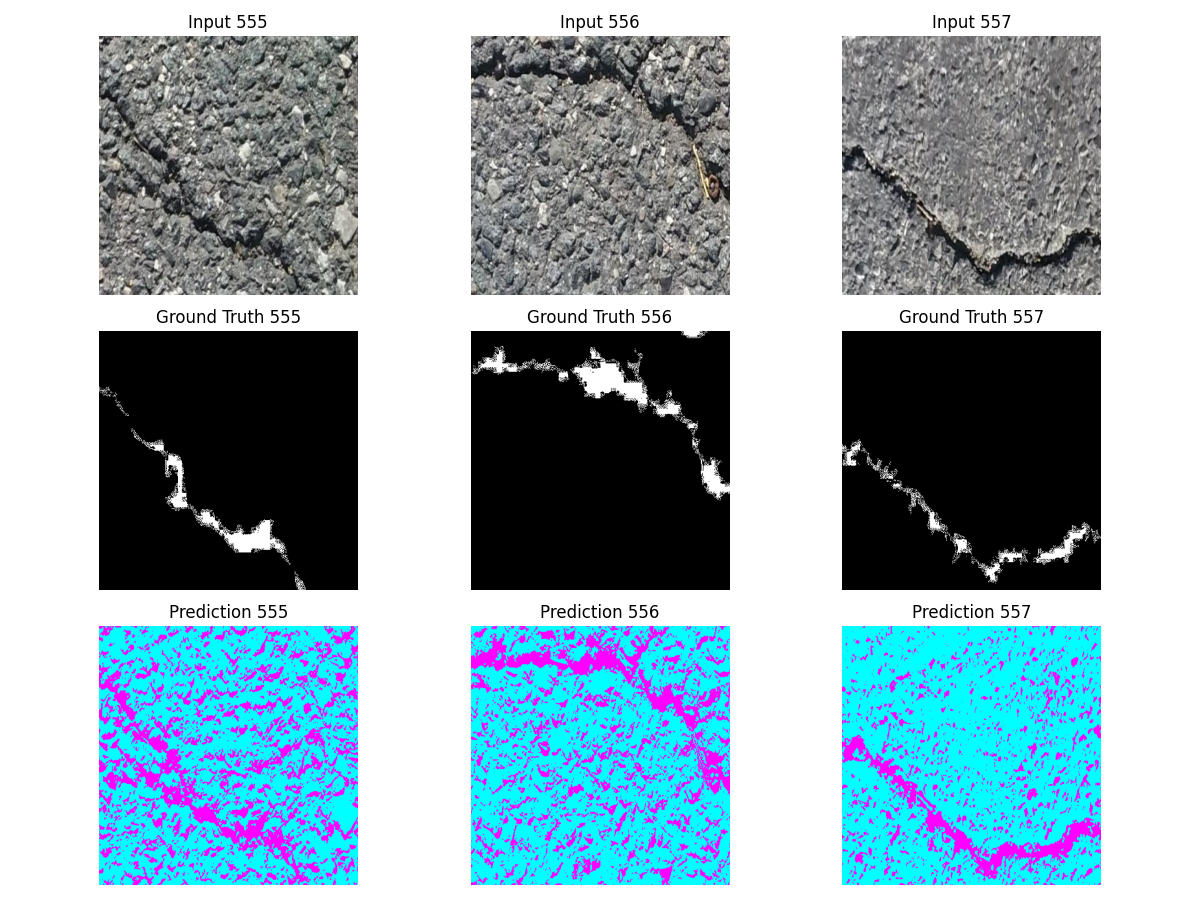 Input 555
Input 556
Input 557
Ground Truth 555
Ground Truth 556
Ground Truth 557
Prediction 555
Prediction 556
Prediction 557